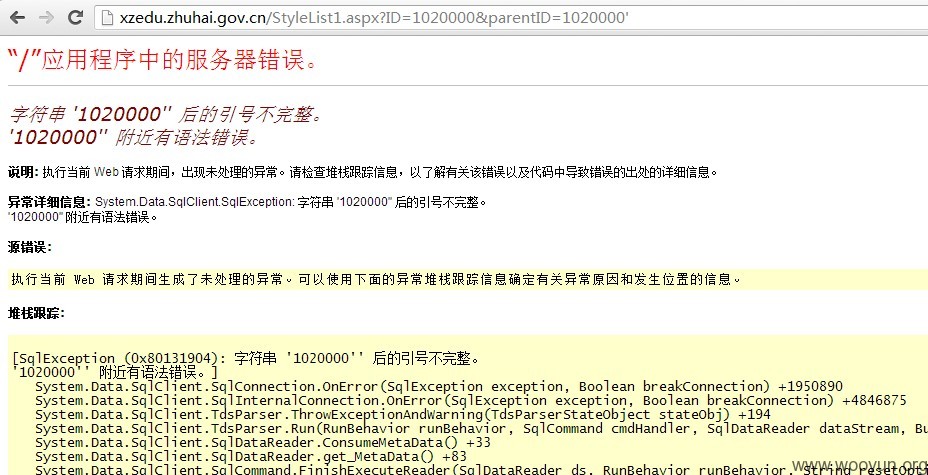 xzedu.zhuhai.gov.cn/StyleList1.aspx?ID=1020000&parentID=1020000'
“/”应用程序中的服务器错误。
字符串 '1020000'' 后的引号不完整。
'1020000'' 附近有语法错误。
说明: 执行当前 Web 请求期间，出现未处理的异常。请检查堆栈跟踪信息，以了解有关该错误以及代码中导致错误的出处的详细信息。
异常详细信息: System.Data.SqlClient.SqlException: 字符串 '1020000'' 后的引号不完整。
'1020000'' 附近有语法错误。
源错误:
执行当前 Web 请求期间生成了未处理的异常。可以使用下面的异常堆栈跟踪信息确定有关异常原因和发生位置的信息。
堆栈跟踪:
[SqlException (0x80131904): 字符串 '1020000'' 后的引号不完整。
'1020000'' 附近有语法错误。]
System.Data.SqlClient.SqlConnection.OnError(SqlException exception, Boolean breakConnection) +1950890
System.Data.SqlClient.SqlInternalConnection.OnError(SqlException exception, Boolean breakConnection) +4846875
System.Data.SqlClient.TdsParser.ThrowExceptionAndWarning(TdsParserStateObject stateObj) +194
System.Data.SqlClient.TdsParser.Run(RunBehavior runBehavior, SqlCommand cmdHandler, SqlDataReader dataStream, Bu
System.Data.SqlClient.SqlDataReader.ConsumeMetaData() +33
System.Data.SqlClient.SqlDataReader.get_MetaData() +83
System.Data.SqlClient.SqlCommand.FinishExecuteReader(SqlDataReader ds, RunBehavior runBehavior, String resetOpti
www.wooyun.org